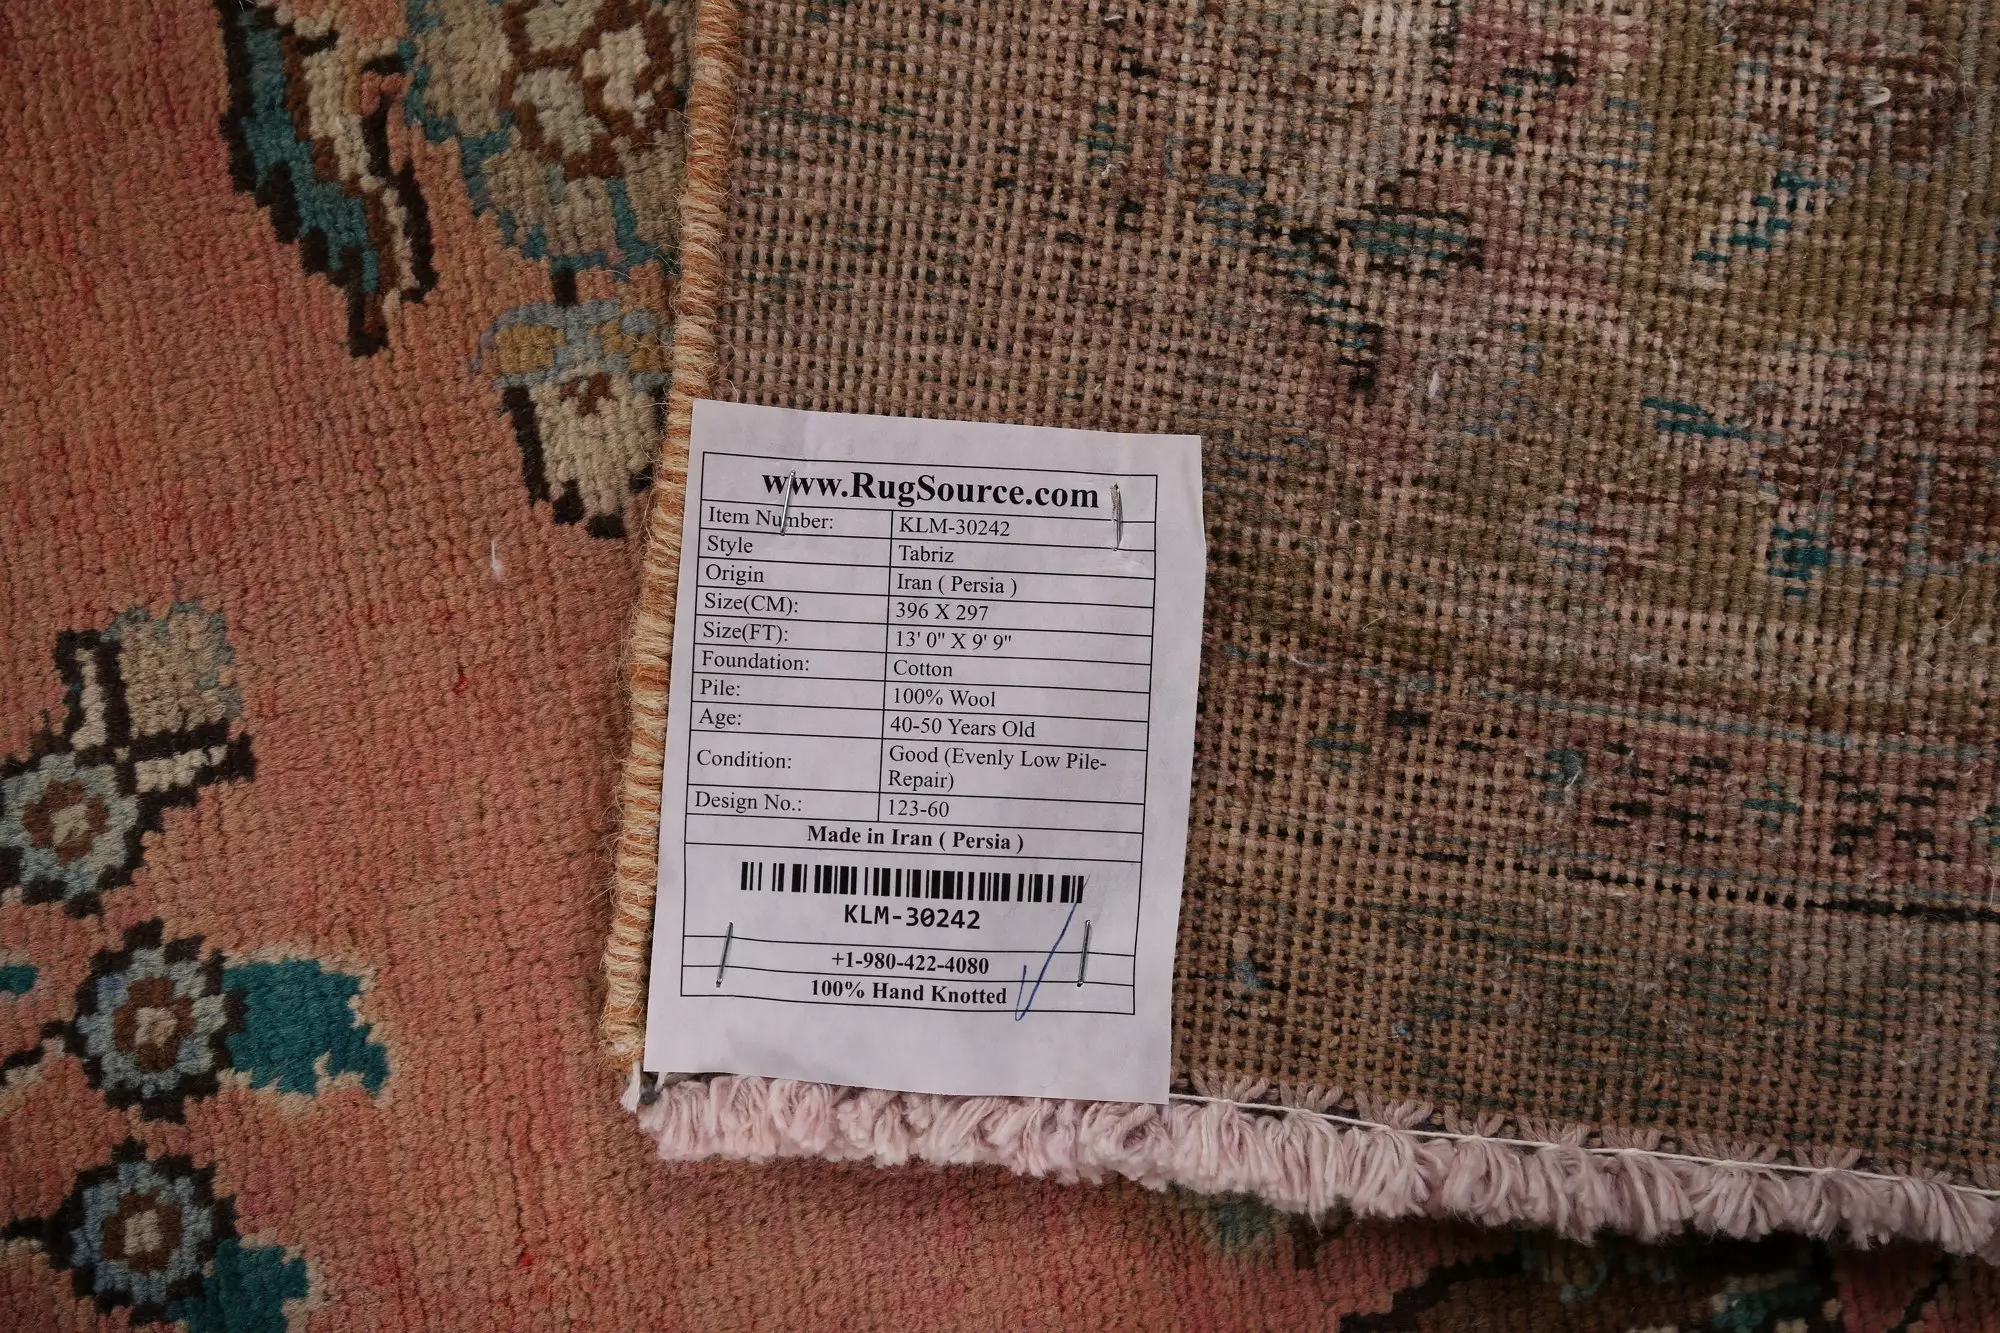 www.RugSource.com
Item Number: KLM-30242
Style Tabriz
Origin Iran ( Persia )
Size(CM): 396 X 297
Size(FT): 13' 0" X 9' 9"
Foundation: Cotton
Pile: 100% Wool
Age: 40-50 Years Old
Condition: Good (Evenly Low Pile-
Repair)
Design No.: 123-60
Made in Iran ( Persia )
KLM-30242
+1-980-422-4080
100% Hand Knotted